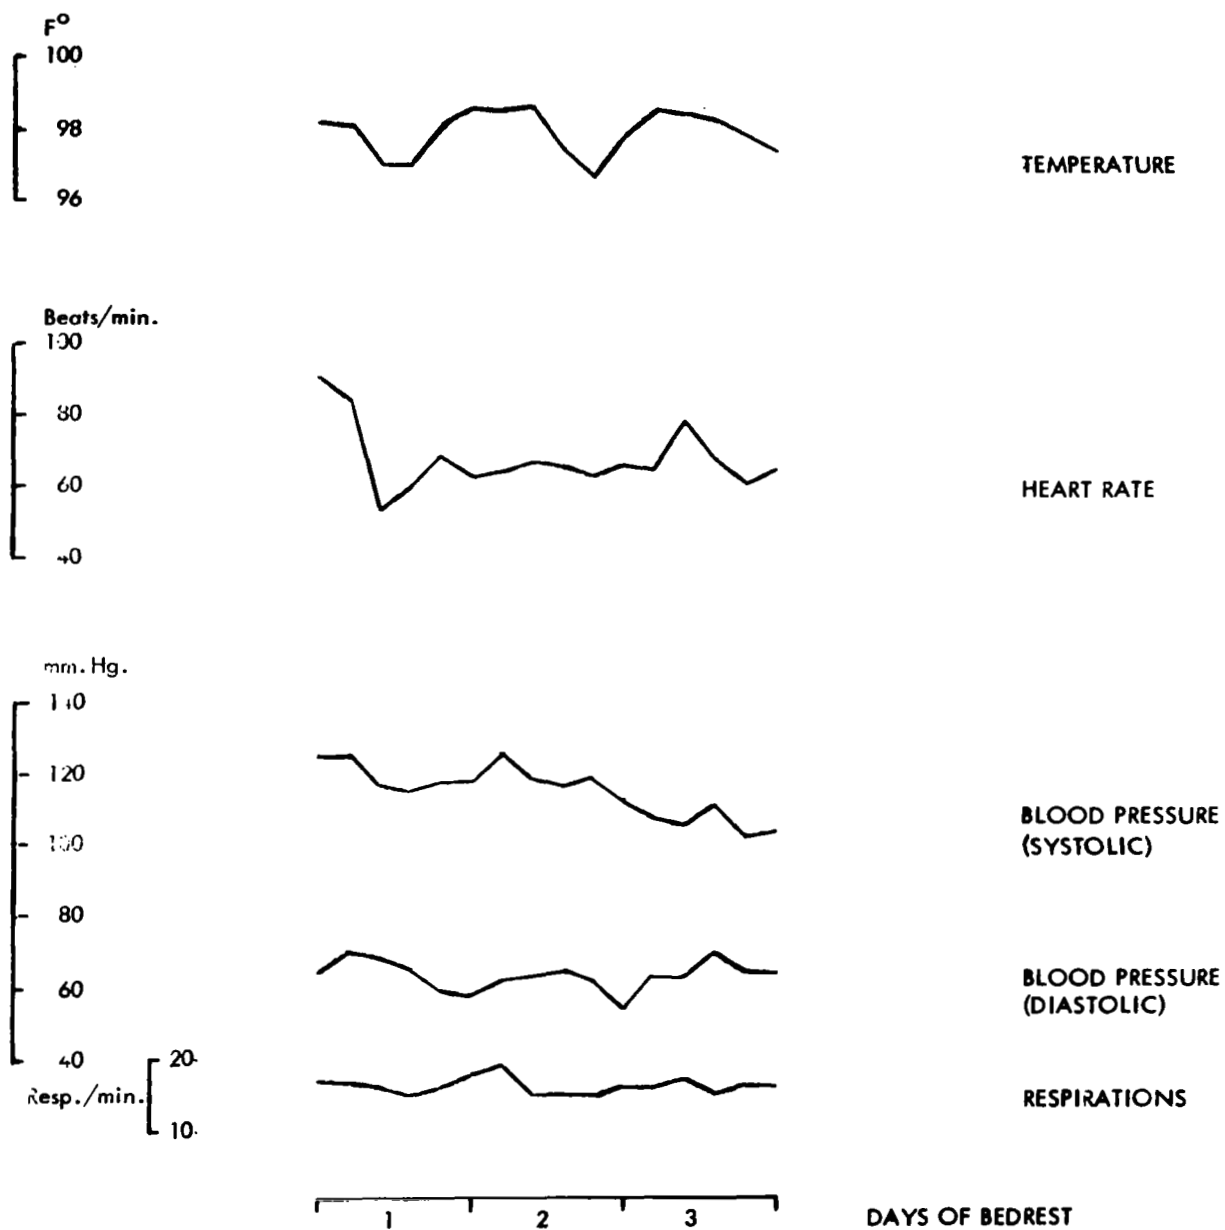 F°
100
98
96
TEMPERATURE
Beats/min.
100
80
60
40
HEART RATE
mm. Hg.
140
120
100
80
60
40
BLOOD PRESSURE
(SYSTOLIC)
BLOOD PRESSURE
(DIASTOLIC)
Resp./min.
20
10
RESPIRATIONS
1 2 3
DAYS OF BEDREST